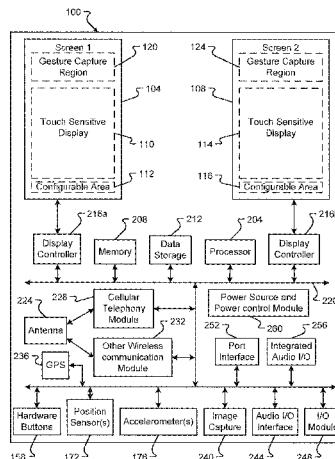 100
Screen 1
Gesture Capture
Region
120
104
Touch Sensitive
Display
110
Configurable Area
112
124
Screen 2
Gesture Capture
Region
108
Touch Sensitive
Display
114
116
Configurable Area
216a
208
212
204
216b
Display
Controller
Memory
Data
Storage
Processor
Display
Controller
220
224
228
Cellular
Telephony
Module
Power Source and
Power control Module
Antenna
232
252
260
256
236
Other Wireless
communication
Module
Port
Interface
Integrated
Audio I/O
GPS
Hardware
Buttons
Position
Sensor(s)
Accelerometer(s)
Image
Capture
Audio I/O
Interface
I/O
Module
158
172
176
240
244
248